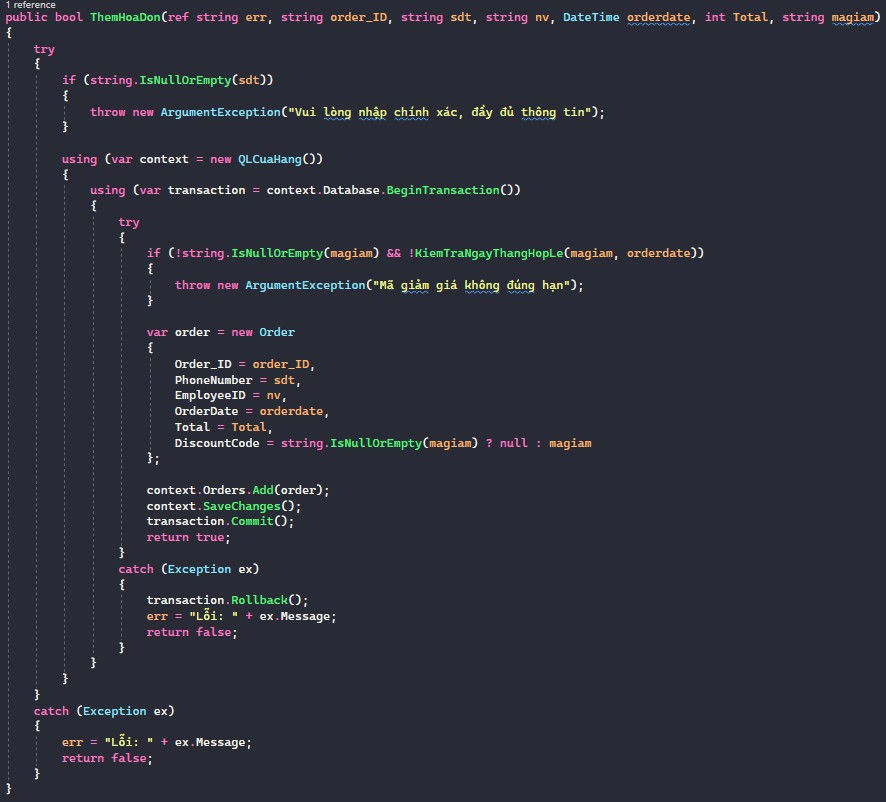 1 reference
public bool ThemHoaDon(ref string err, string order_ID, string sdt, string nv, DateTime orderdate, int Total, string magiam)
{
    try
    {
        if (string.IsNullOrEmpty(sdt))
        {
            throw new ArgumentException("Vui lòng nhập chính xác, đầy đủ thông tin");
        }

        using (var context = new QLCuaHang())
        {
            using (var transaction = context.Database.BeginTransaction())
            {
                try
                {
                    if (!string.IsNullOrEmpty(magiam) && !KiemTraNgayThangHopLe(magiam, orderdate))
                    {
                        throw new ArgumentException("Mã giảm giá không đúng hạn");
                    }

                    var order = new Order
                    {
                        Order_ID = order_ID,
                        PhoneNumber = sdt,
                        EmployeeID = nv,
                        OrderDate = orderdate,
                        Total = Total,
                        DiscountCode = string.IsNullOrEmpty(magiam) ? null : magiam
                    };

                    context.Orders.Add(order);
                    context.SaveChanges();
                    transaction.Commit();
                    return true;
                }
                catch (Exception ex)
                {
                    transaction.Rollback();
                    err = "Lỗi: " + ex.Message;
                    return false;
                }
            }
        }
    }
    catch (Exception ex)
    {
        err = "Lỗi: " + ex.Message;
        return false;
    }
}